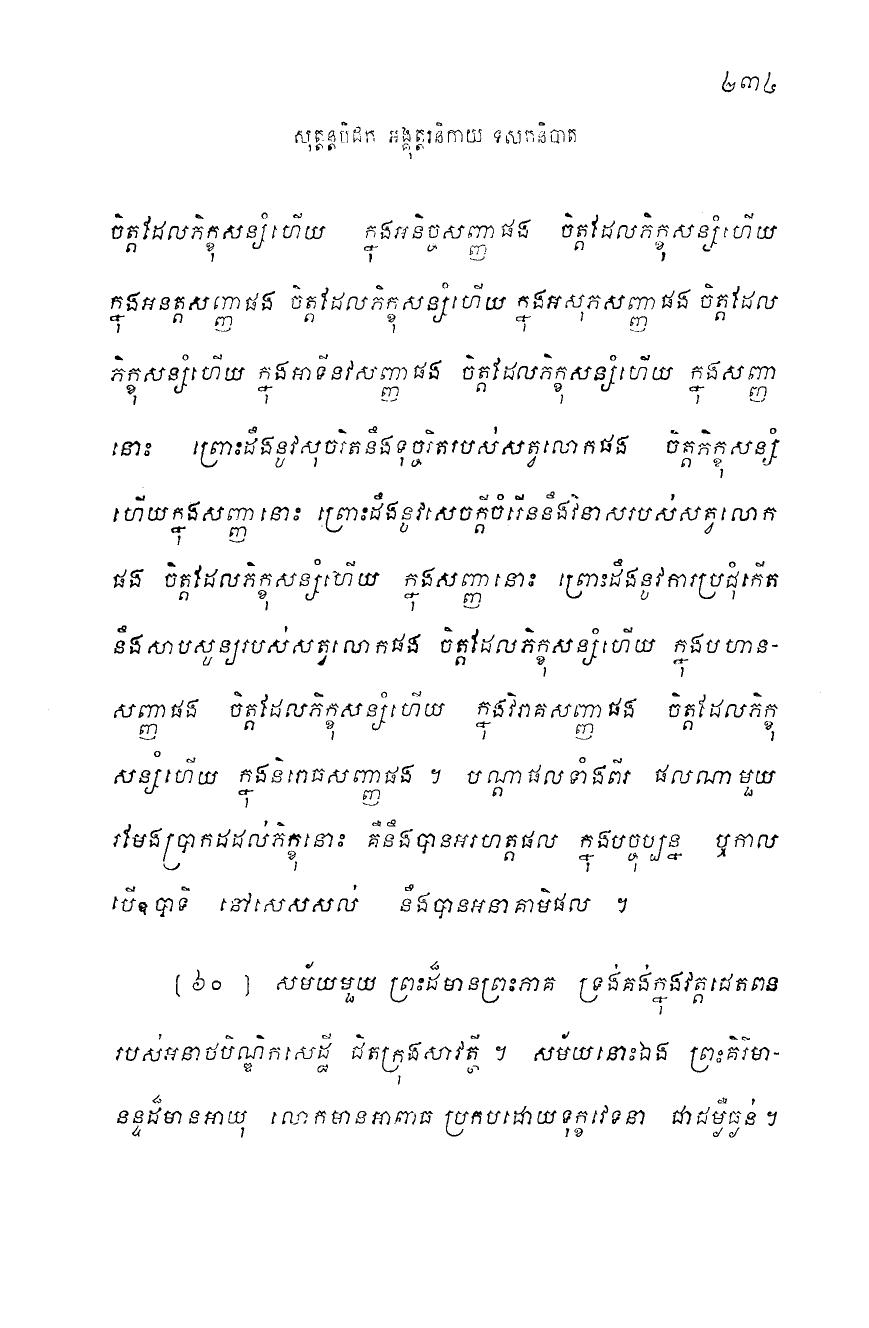 ២៣៤
សុត្តន្តបិដក អង្គុត្តរនិកាយ ទសកនិបាត
ចិត្តដែលភិក្ខុសន្សំហើយ ក្នុងអនិច្ចសញ្ញាផង ចិត្តដែលភិក្ខុសន្សំហើយ
ក្នុងអនត្តសញ្ញាផង ចិត្តដែលភិក្ខុសន្សំហើយ ក្នុងអសុភសញ្ញាផង ចិត្តដែល
ភិក្ខុសន្សំហើយ ក្នុងអាទីនវសញ្ញាផង ចិត្តដែលភិក្ខុសន្សំហើយ ក្នុងសញ្ញា
នោះ ព្រោះដឹងនូវសុចរិតនឹងទុច្ចរិតរបស់សត្វលោកផង ចិត្តភិក្ខុសន្សំ
ហើយក្នុងសញ្ញានោះ ព្រោះដឹងនូវសេចក្តីចំរើននឹងវិនាសរបស់សត្វលោក
ផង ចិត្តដែលភិក្ខុសន្សំហើយ ក្នុងសញ្ញានោះ ព្រោះដឹងនូវការប្រជុំកើត
នឹងសាបសូន្យរបស់សត្វលោកផង ចិត្តដែលភិក្ខុសន្សំហើយ ក្នុងបហាន-
សញ្ញាផង ចិត្តដែលភិក្ខុសន្សំហើយ ក្នុងវិរាគសញ្ញាផង ចិត្តដែលភិក្ខុ
សន្សំហើយ ក្នុងនិរោធសញ្ញាផង ។ បណ្តាផលទាំងពីរ ផលណាមួយ
រមែងប្រាកដដល់ភិក្ខុនោះ គឺនឹងបានអរហត្តផល ក្នុងបច្ចុប្បន្ន ឬកាល
បើឧបាទិ នៅសេសសល់ នឹងបានអនាគាមិផល ។
[ ៦០ ] សម័យមួយ ព្រះដ៏មានព្រះភាគ ទ្រង់គង់ក្នុងវត្តជេតពន
របស់អនាថបិណ្ឌិកសេដ្ឋី ជិតក្រុងសាវត្ថី ។ សម័យនោះឯង ព្រះគិរិមា-
នន្ទដ៏មានអាយុ លោកមានអាពាធ ប្រកបដោយទុក្ខវេទនា ជាជម្ងឺធ្ងន់ ។